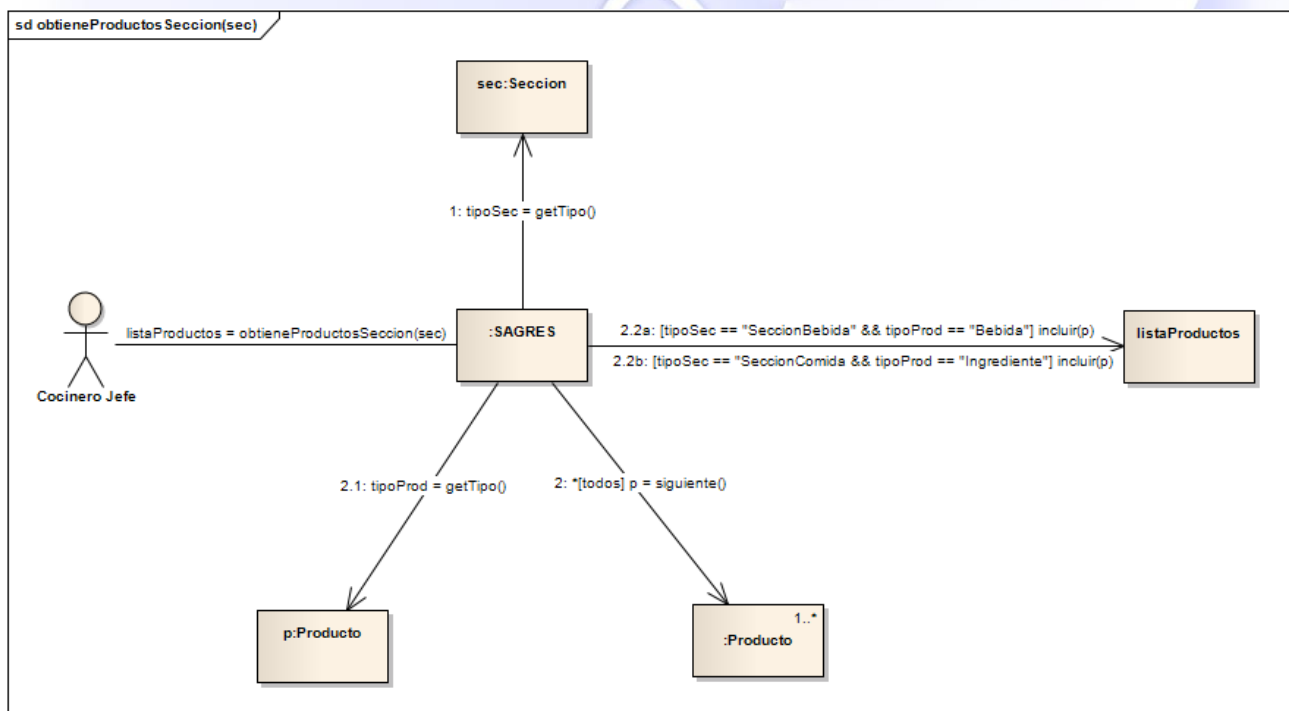 sd obtieneProductosSeccion(sec)
sec:Seccion
1: tipoSec = getTipo()
listaProductos = obtieneProductosSeccion(sec)
:SAGRES
2.2a: [tipoSec == "SeccionBebida" && tipoProd == "Bebida"] incluir(p)
2.2b: [tipoSec == "SeccionComida && tipoProd == "Ingrediente"] incluir(p)
listaProductos
Cocinero Jefe
2.1: tipoProd = getTipo()
2: *[todos] p = siguiente()
p:Producto
1..*
:Producto